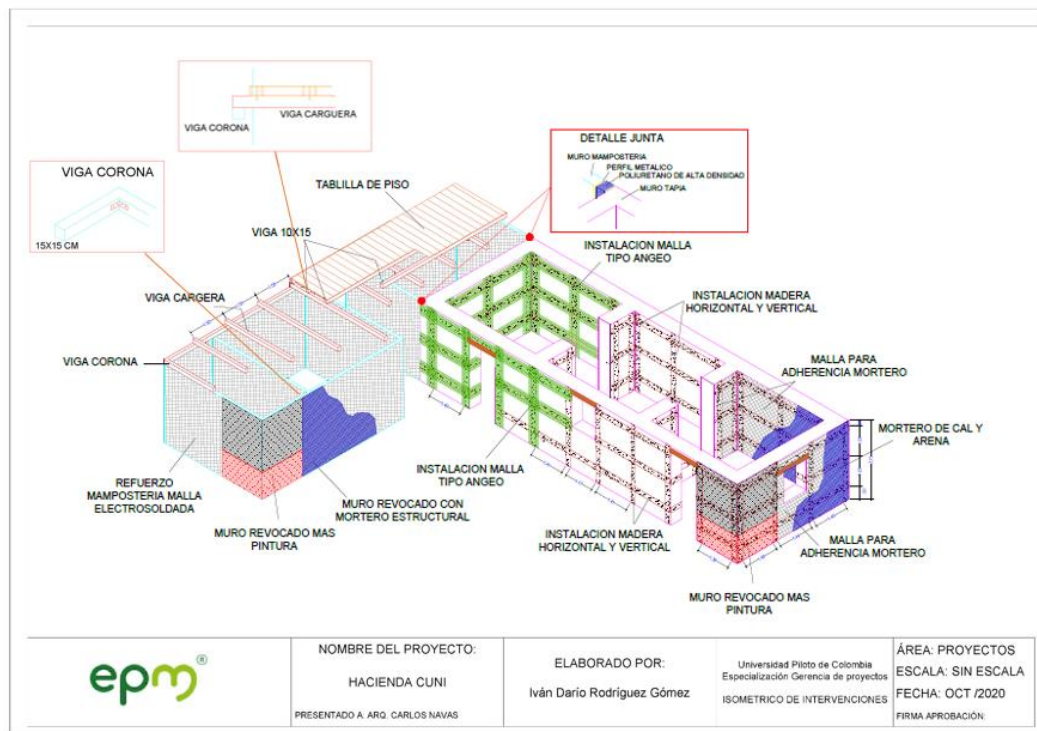 VIGA CORONA
VIGA CARGUERA
VIGA CORONA
15X15 CM
DETALLE JUNTA
MURO MAMPOSTERIA
PERFIL METALICO
POLIURETANO DE ALTA DENSIDAD
MURO TAPIA
TABLILLA DE PISO
VIGA 10X15
INSTALACION MALLA
TIPO ANGEO
VIGA CARGERA
INSTALACION MADERA
HORIZONTAL Y VERTICAL
VIGA CORONA
MALLA PARA
ADHERENCIA MORTERO
MORTERO DE CAL Y
ARENA
REFUERZO
MAMPOSTERIA MALLA
ELECTROSOLDADA
MURO REVOCADO CON
MORTERO ESTRUCTURAL
MURO REVOCADO MAS
PINTURA
INSTALACION MALLA
TIPO ANGEO
INSTALACION MADERA
HORIZONTAL Y VERTICAL
MALLA PARA
ADHERENCIA MORTERO
MURO REVOCADO MAS
PINTURA
epm®
NOMBRE DEL PROYECTO:
HACIENDA CUNI
PRESENTADO A: ARQ. CARLOS NAVAS
ELABORADO POR:
Iván Darío Rodríguez Gómez
Universidad Piloto de Colombia
Especialización Gerencia de proyectos
ISOMETRICO DE INTERVENCIONES
ÁREA: PROYECTOS
ESCALA: SIN ESCALA
FECHA: OCT /2020
FIRMA APROBACIÓN: